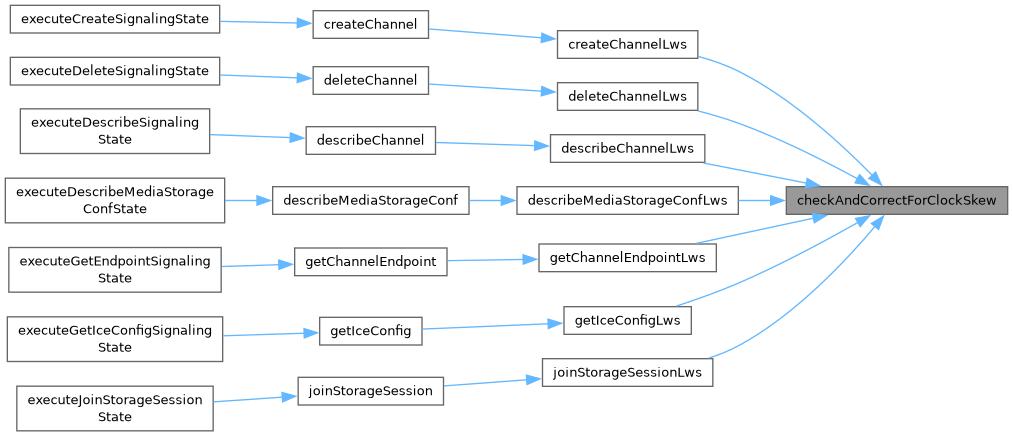 executeCreateSignalingState
createChannel
createChannelLws
executeDeleteSignalingState
deleteChannel
deleteChannelLws
executeDescribeSignaling
State
describeChannel
describeChannelLws
executeDescribeMediaStorage
ConfState
describeMediaStorageConf
describeMediaStorageConfLws
checkAndCorrectForClockSkew
executeGetEndpointSignaling
State
getChannelEndpoint
getChannelEndpointLws
executeGetIceConfigSignaling
State
getIceConfig
getIceConfigLws
executeJoinStorageSession
State
joinStorageSession
joinStorageSessionLws